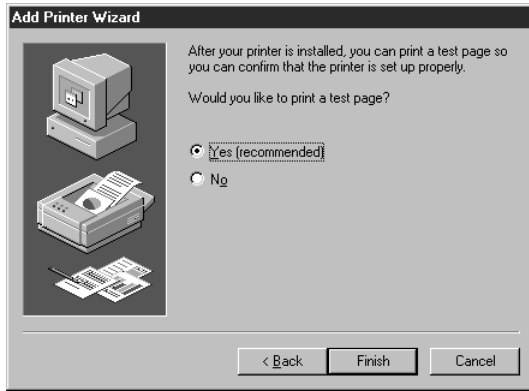 Add Printer Wizard
After your printer is installed, you can print a test page so
you can confirm that the printer is set up properly.
Would you like to print a test page?
Yes (recommended)
No
< Back Finish Cancel